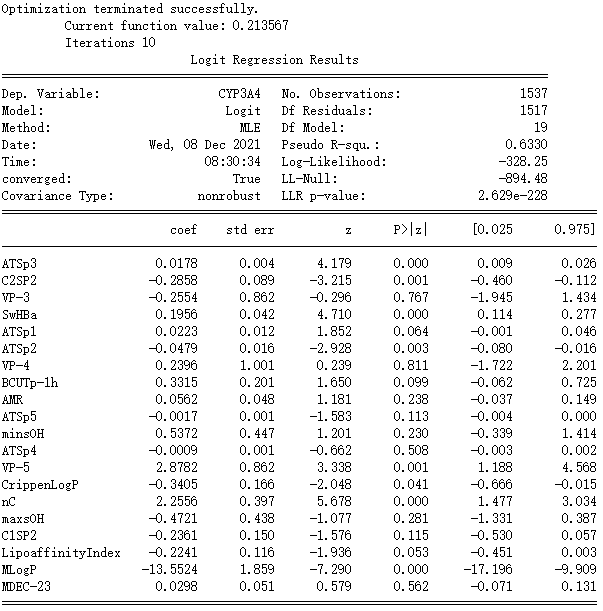 Optimization terminated successfully.
Current function value: 0.213567
Iterations 10
Logit Regression Results
Dep. Variable: CYP3A4 No. Observations: 1537
Model: Logit Df Residuals: 1517
Method: MLE Df Model: 19
Date: Wed, 08 Dec 2021 Pseudo R-squ.: 0.6330
Time: 08:30:34 Log-Likelihood: -328.25
converged: True LL-Null: -894.48
Covariance Type: nonrobust LLR p-value: 2.629e-228
coef std err z P>|z| [0.025 0.975]
ATSp3 0.0178 0.004 4.179 0.000 0.009 0.026
C2SP2 -0.2858 0.089 -3.215 0.001 -0.460 -0.112
VP-3 -0.2554 0.862 -0.296 0.767 -1.945 1.434
SwHBa 0.1956 0.042 4.710 0.000 0.114 0.277
ATSp1 0.0223 0.012 1.852 0.064 -0.001 0.046
ATSp2 -0.0479 0.016 -2.928 0.003 -0.080 -0.016
VP-4 0.2396 1.001 0.239 0.811 -1.722 2.201
BCUTp-1h 0.3315 0.201 1.650 0.099 -0.062 0.725
AMR 0.0562 0.048 1.181 0.238 -0.037 0.149
ATSp5 -0.0017 0.001 -1.583 0.113 -0.004 0.000
minsOH 0.5372 0.447 1.201 0.230 -0.339 1.414
ATSp4 -0.0009 0.001 -0.662 0.508 -0.003 0.002
VP-5 2.8782 0.862 3.338 0.001 1.188 4.568
CrippenLogP -0.3405 0.166 -2.048 0.041 -0.666 -0.015
nC 2.2556 0.397 5.678 0.000 1.477 3.034
maxsOH -0.4721 0.438 -1.077 0.281 -1.331 0.387
C1SP2 -0.2361 0.150 -1.576 0.115 -0.530 0.057
LipoaffinityIndex -0.2241 0.116 -1.936 0.053 -0.451 0.003
MLogP -13.5524 1.859 -7.290 0.000 -17.196 -9.909
MDEC-23 0.0298 0.051 0.579 0.562 -0.071 0.131